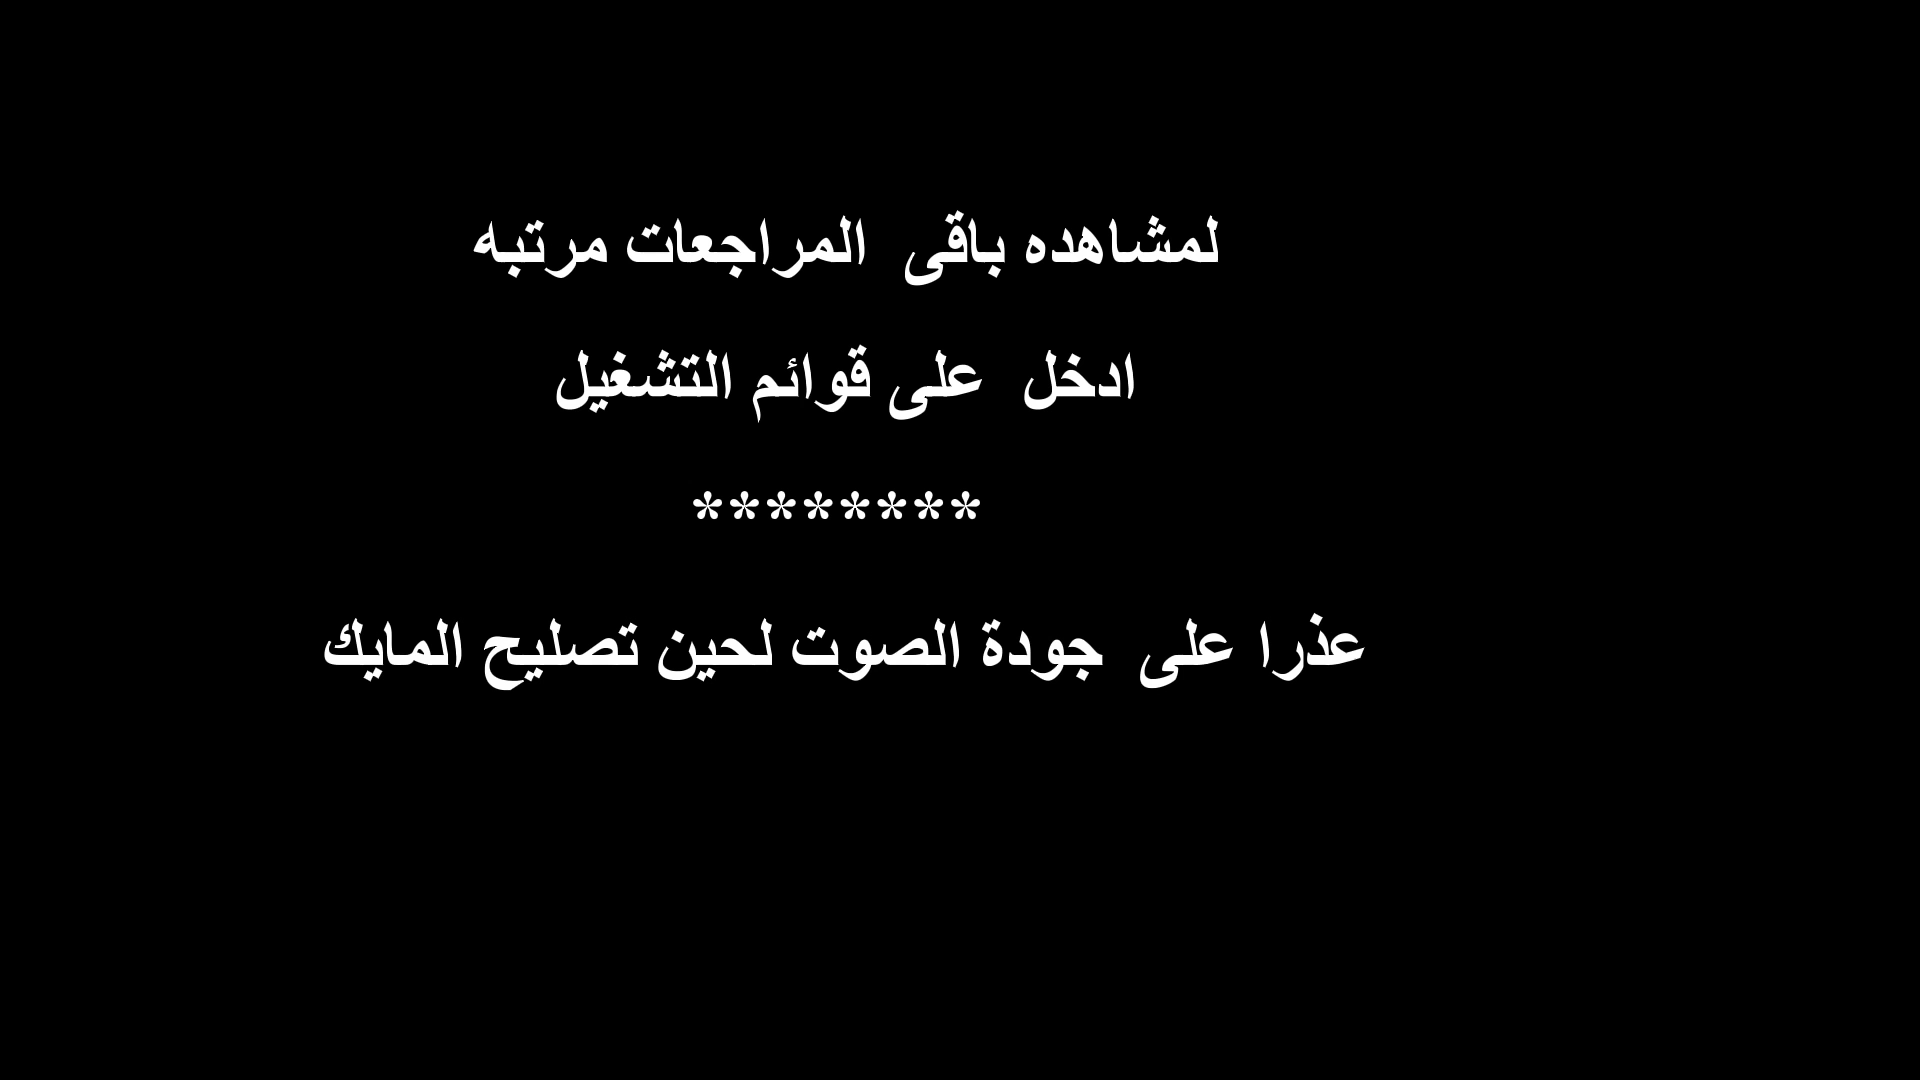 لمشاهده باقى المراجعات مرتبه
ادخل على قوائم التشغيل
********
عذرا على جودة الصوت لحين تصليح المايك